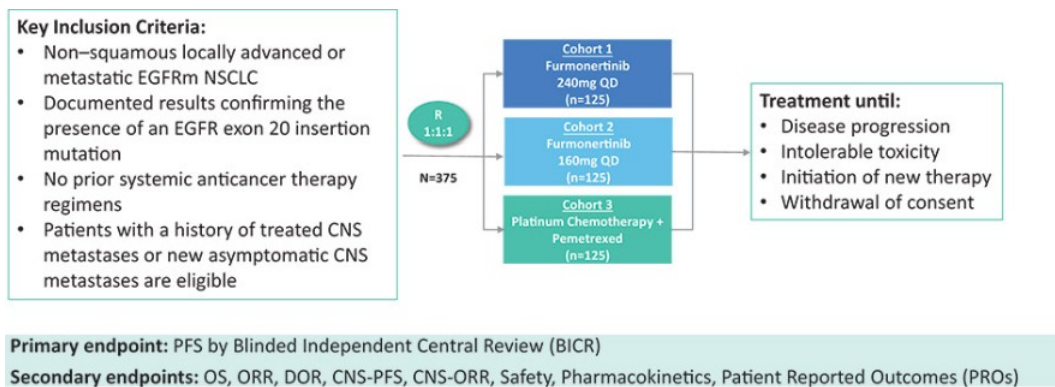 Key Inclusion Criteria:
• Non–squamous locally advanced or
metastatic EGFRm NSCLC
• Documented results confirming the
presence of an EGFR exon 20 insertion
mutation
• No prior systemic anticancer therapy
regimens
• Patients with a history of treated CNS
metastases or new asymptomatic CNS
metastases are eligible
R
1:1:1
N=375
Cohort 1
Furmonertinib
240mg QD
(n=125)
Cohort 2
Furmonertinib
160mg QD
(n=125)
Cohort 3
Platinum Chemotherapy +
Pemetrexed
(n=125)
Treatment until:
• Disease progression
• Intolerable toxicity
• Initiation of new therapy
• Withdrawal of consent
Primary endpoint: PFS by Blinded Independent Central Review (BICR)
Secondary endpoints: OS, ORR, DOR, CNS-PFS, CNS-ORR, Safety, Pharmacokinetics, Patient Reported Outcomes (PROs)